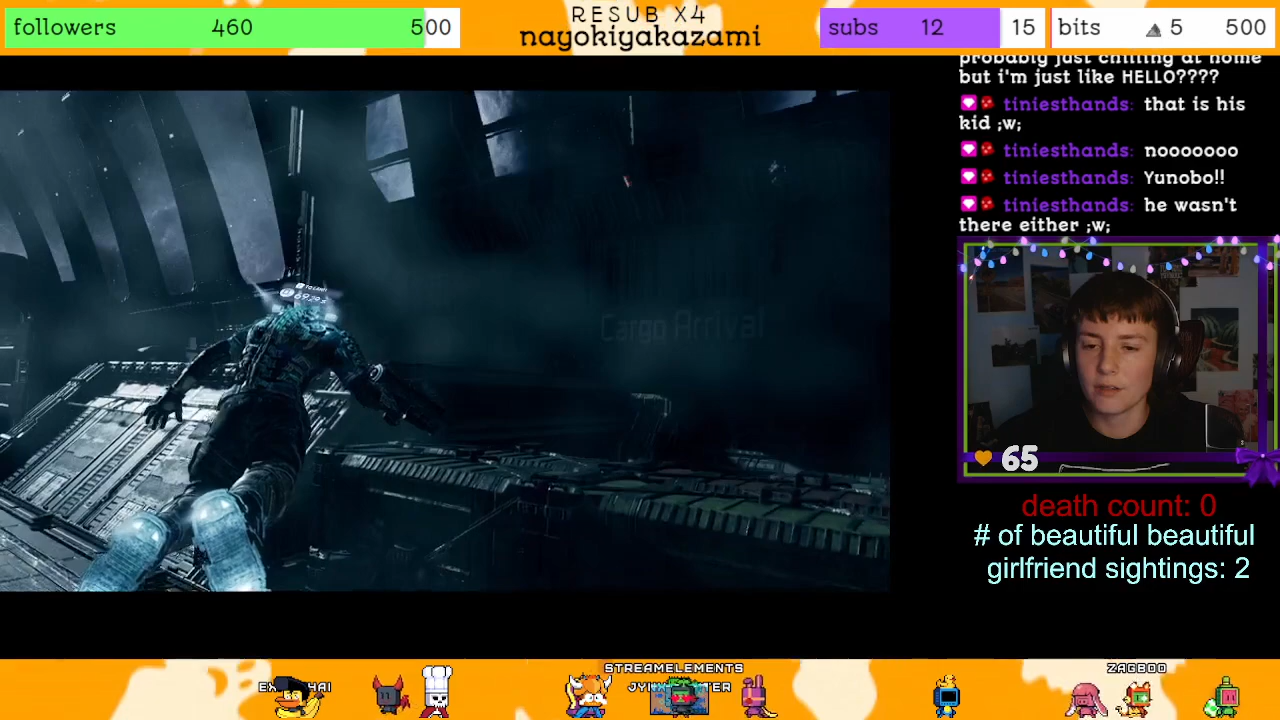 followers 460 500
RESUB X4
nayokiyakazami
subs 12 15
bits 5 500
probably just chilling at home
but i'm just like HELLO????
tiniesthands: that is his
kid ;w;
tiniesthands: nooooooo
tiniesthands: Yunobo!!
tiniesthands: he wasn't
there either ;w;
Cargo Arrival
65
death count: 0
# of beautiful beautiful
girlfriend sightings: 2
STREAMELEMENTS
ZAGBOO